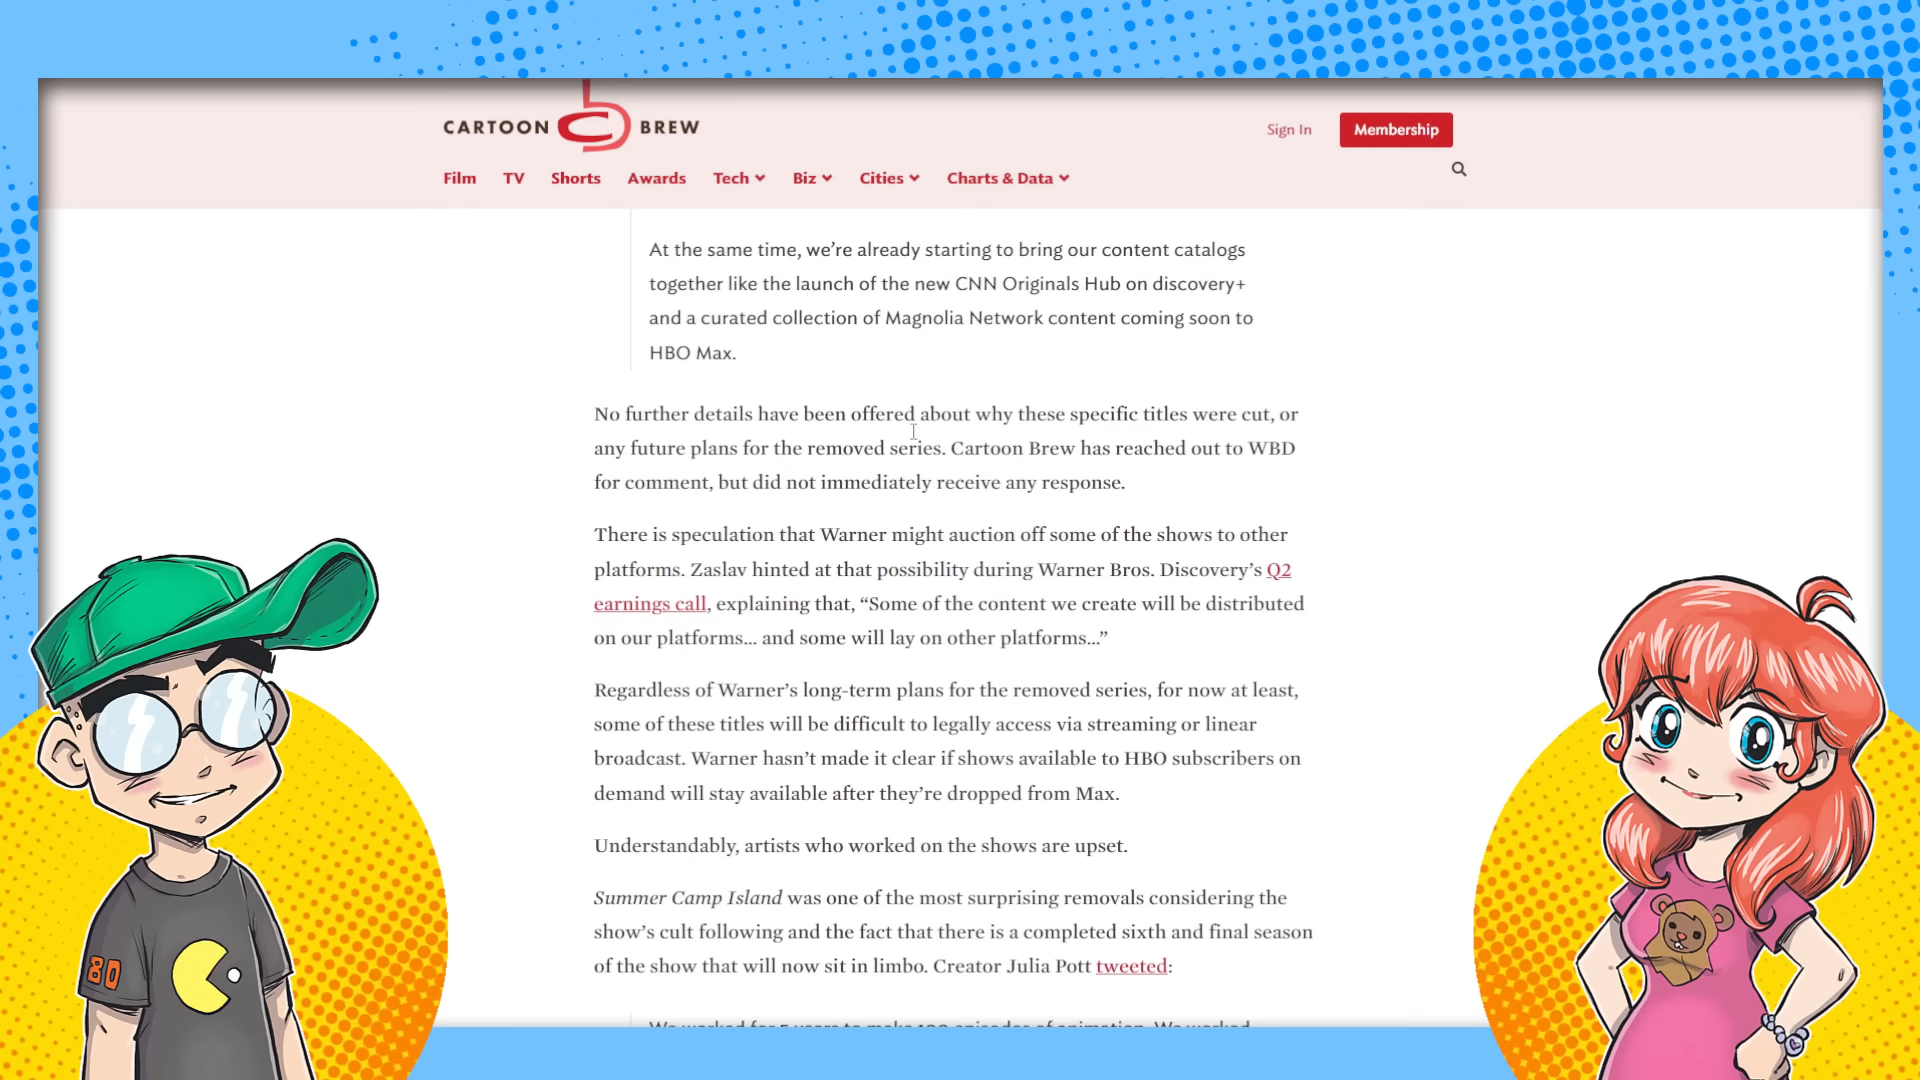 CARTOON BREW
Sign In
Membership
Film TV Shorts Awards Tech Biz Cities Charts & Data
At the same time, we’re already starting to bring our content catalogs
together like the launch of the new CNN Originals Hub on discovery+
and a curated collection of Magnolia Network content coming soon to
HBO Max.
No further details have been offered about why these specific titles were cut, or
any future plans for the removed series. Cartoon Brew has reached out to WBD
for comment, but did not immediately receive any response.
There is speculation that Warner might auction off some of the shows to other
platforms. Zaslav hinted at that possibility during Warner Bros. Discovery’s Q2
earnings call, explaining that, “Some of the content we create will be distributed
on our platforms... and some will lay on other platforms...”
Regardless of Warner’s long-term plans for the removed series, for now at least,
some of these titles will be difficult to legally access via streaming or linear
broadcast. Warner hasn’t made it clear if shows available to HBO subscribers on
demand will stay available after they’re dropped from Max.
Understandably, artists who worked on the shows are upset.
Summer Camp Island was one of the most surprising removals considering the
show’s cult following and the fact that there is a completed sixth and final season
of the show that will now sit in limbo. Creator Julia Pott tweeted:
We worked for 5 years to make 100 episodes of animation. We worked
80